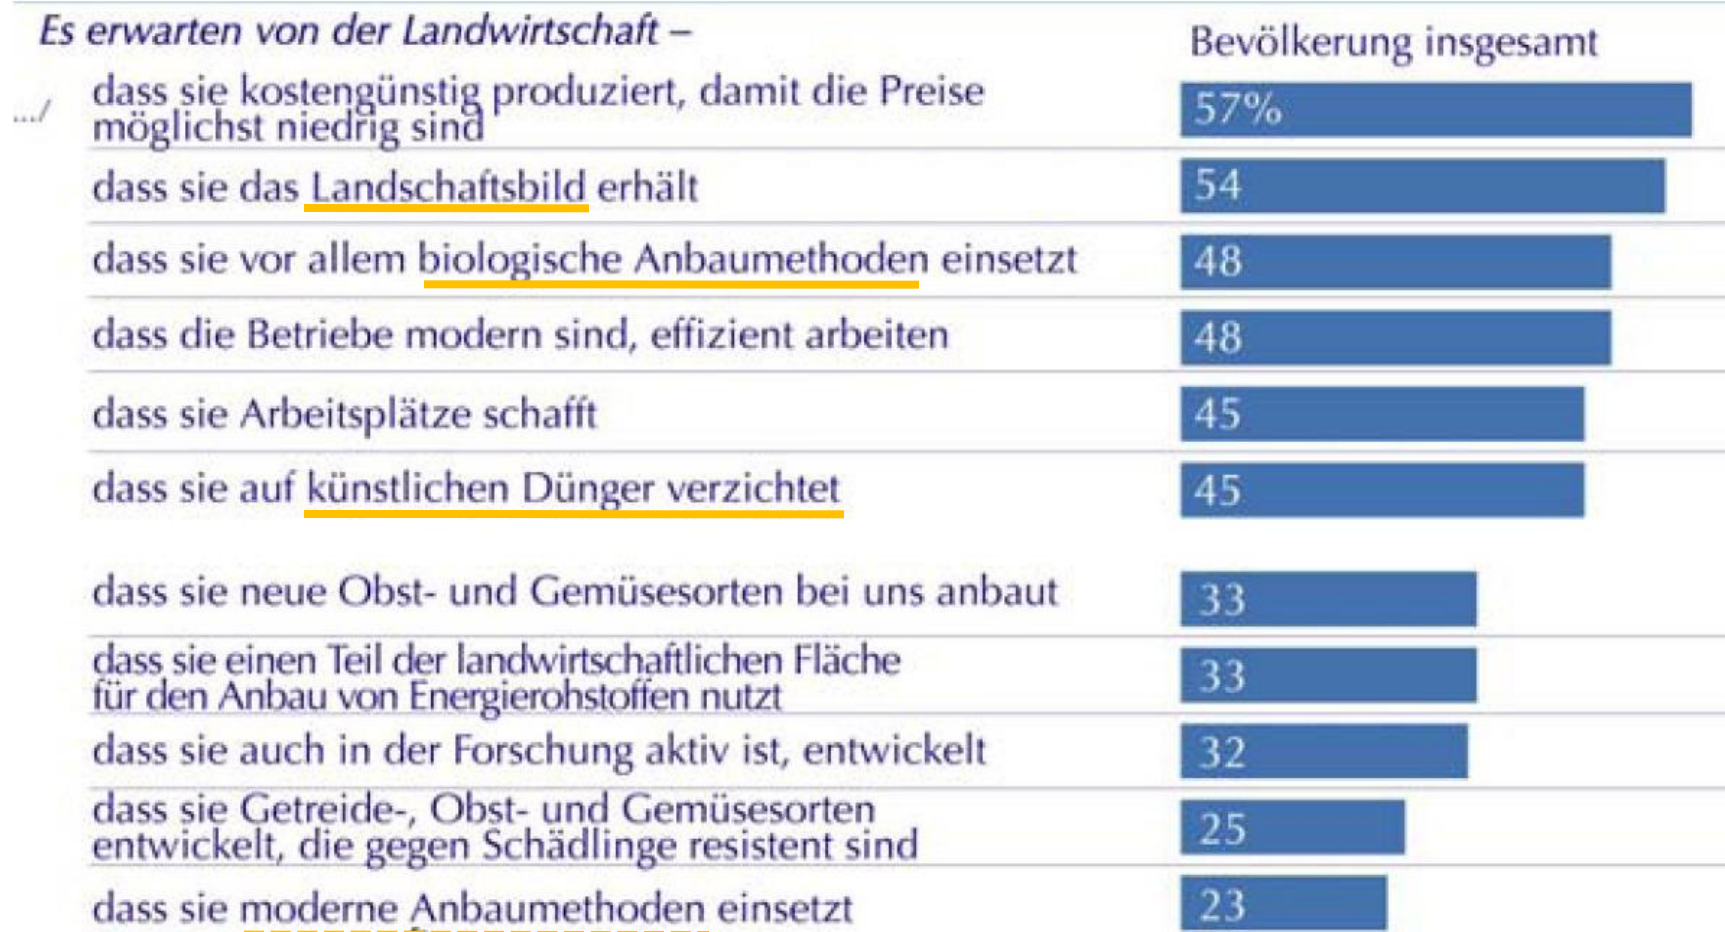 Es erwarten von der Landwirtschaft –
Bevölkerung insgesamt
.../
dass sie kostengünstig produziert, damit die Preise
möglichst niedrig sind
57%
dass sie das Landschaftsbild erhält
54
dass sie vor allem biologische Anbaumethoden einsetzt
48
dass die Betriebe modern sind, effizient arbeiten
48
dass sie Arbeitsplätze schafft
45
dass sie auf künstlichen Dünger verzichtet
45
dass sie neue Obst- und Gemüsesorten bei uns anbaut
33
dass sie einen Teil der landwirtschaftlichen Fläche
für den Anbau von Energierohstoffen nutzt
33
dass sie auch in der Forschung aktiv ist, entwickelt
32
dass sie Getreide-, Obst- und Gemüsesorten
entwickelt, die gegen Schädlinge resistent sind
25
dass sie moderne Anbaumethoden einsetzt
23